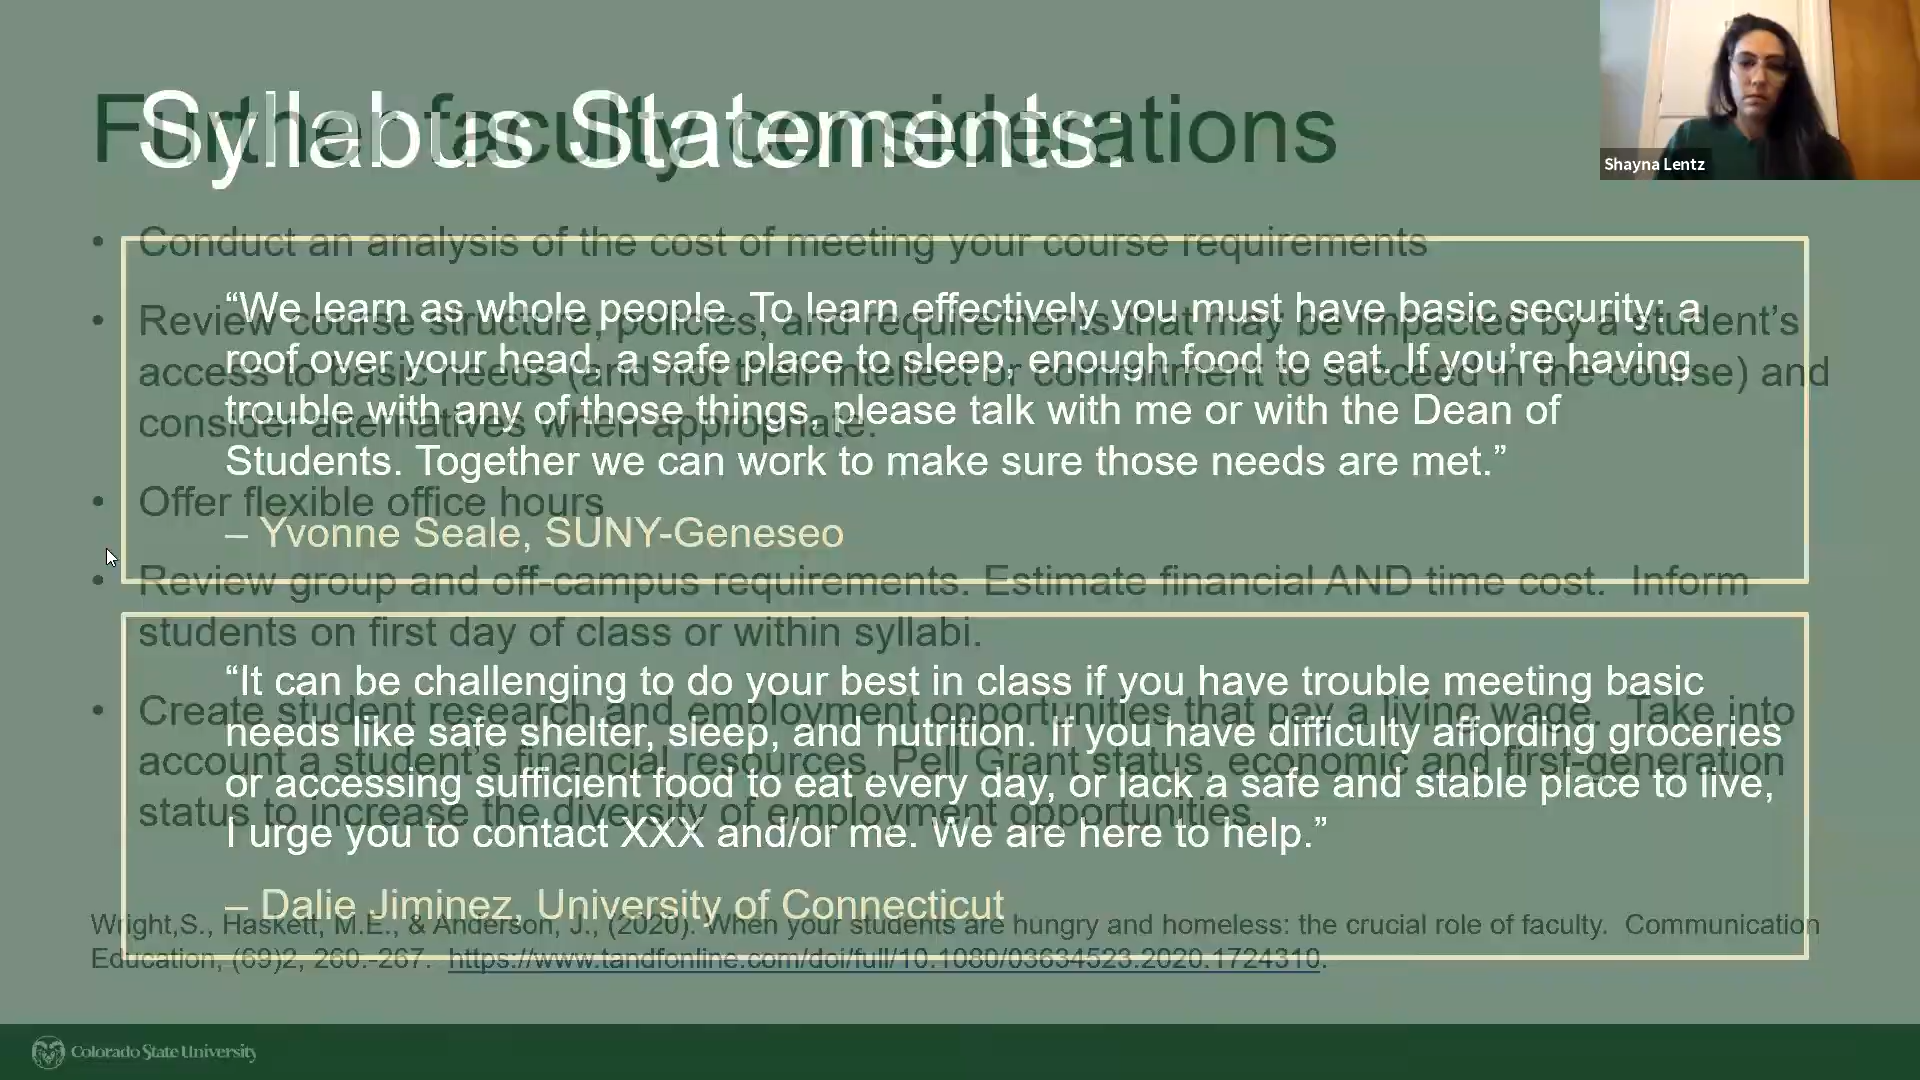 Syllabus Statements:
“We learn as whole people. To learn effectively you must have basic security: a
roof over your head, a safe place to sleep, enough food to eat. If you’re having
trouble with any of those things, please talk with me or with the Dean of
Students. Together we can work to make sure those needs are met.”
– Yvonne Seale, SUNY-Geneseo
“It can be challenging to do your best in class if you have trouble meeting basic
needs like safe shelter, sleep, and nutrition. If you have difficulty affording groceries
or accessing sufficient food to eat every day, or lack a safe and stable place to live,
I urge you to contact XXX and/or me. We are here to help.”
– Dalie Jiminez, University of Connecticut
Further faculty considerations
• Conduct an analysis of the cost of meeting your course requirements
• Review course structure, policies, and requirements that may be impacted by a student’s
access to basic needs (and not their intellect or commitment to succeed in the course) and
consider alternatives when appropriate.
• Offer flexible office hours
• Review group and off-campus requirements. Estimate financial AND time cost.  Inform
students on first day of class or within syllabi.
• Create student research and employment opportunities that pay a living wage.  Take into
account a student’s financial resources, Pell Grant status, economic and first-generation
status to increase the diversity of employment opportunities.
Wright,S., Haskett, M.E., & Anderson, J., (2020). When your students are hungry and homeless: the crucial role of faculty.  Communication
Education, (69)2, 260.-267.  https://www.tandfonline.com/doi/full/10.1080/03634523.2020.1724310.
Shayna Lentz
Colorado State University